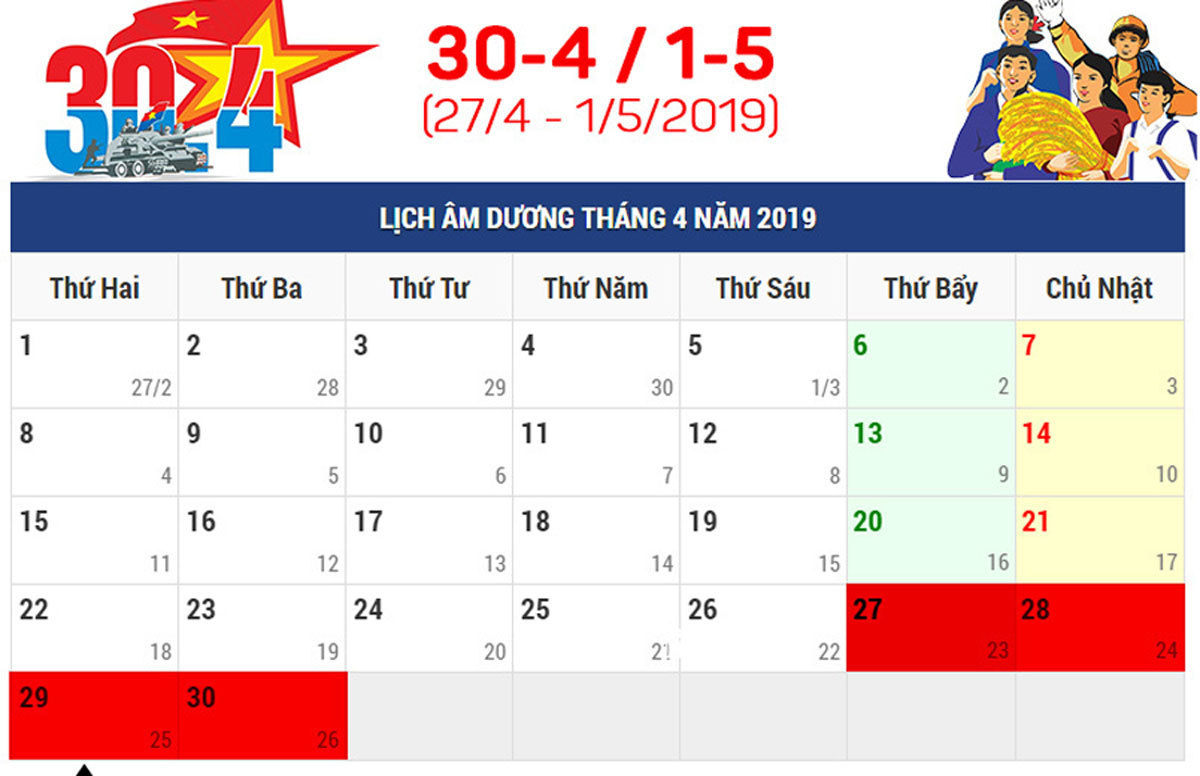 30.4
30-4 / 1-5
(27/4 - 1/5/2019)
LỊCH ÂM DƯƠNG THÁNG 4 NĂM 2019
Thứ Hai Thứ Ba Thứ Tư Thứ Năm Thứ Sáu Thứ Bẩy Chủ Nhật
1 2 3 4 5 6 7
27/2 28 29 30 1/3 2 3
8 9 10 11 12 13 14
4 5 6 7 8 9 10
15 16 17 18 19 20 21
11 12 13 14 15 16 17
22 23 24 25 26 27 28
18 19 20 21 22 23 24
29 30
25 26